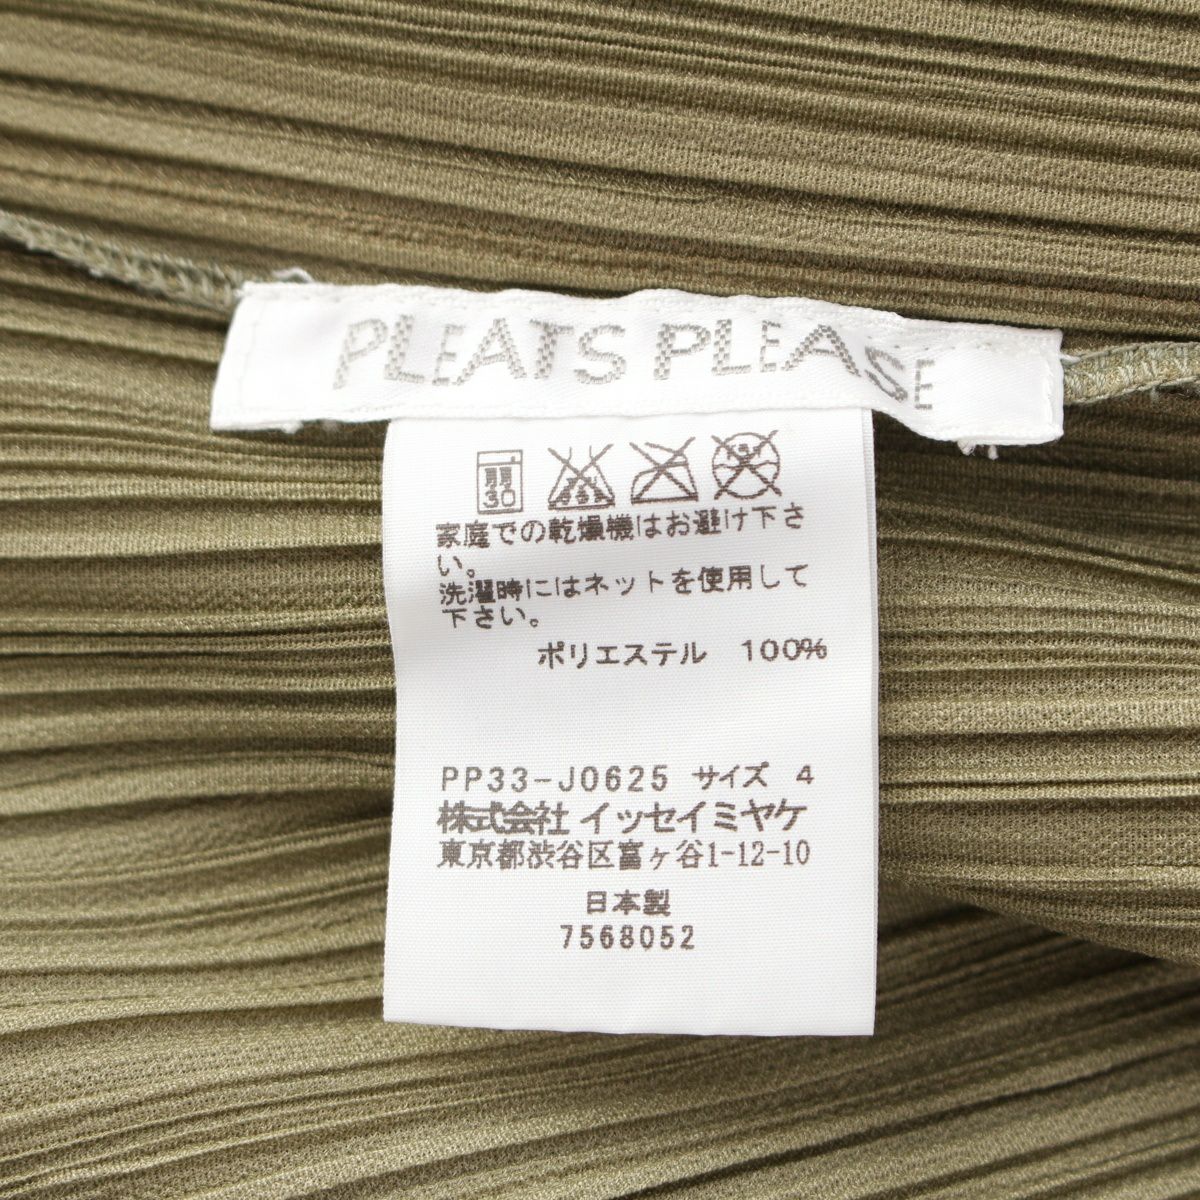 PLEATS PLEASE
30
家庭での乾燥機はお避け下さ
い。
洗濯時にはネットを使用して
下さい。
ポリエステル 100%
PP33-J0625 サイズ 4
株式会社 イッセイミヤケ
東京都渋谷区富ヶ谷1-12-10
日本製
7568052